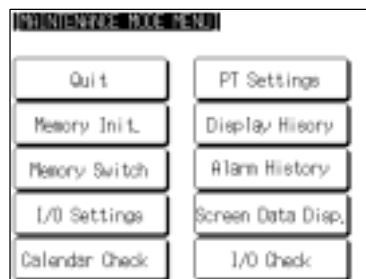 [MAINTENANCE MODE MENU]
Quit
PT Settings
Memory Init.
Display Hisory
Memory Switch
Alarm History
I/O Settings
Screen Data Disp.
Calendar Check
I/O Check